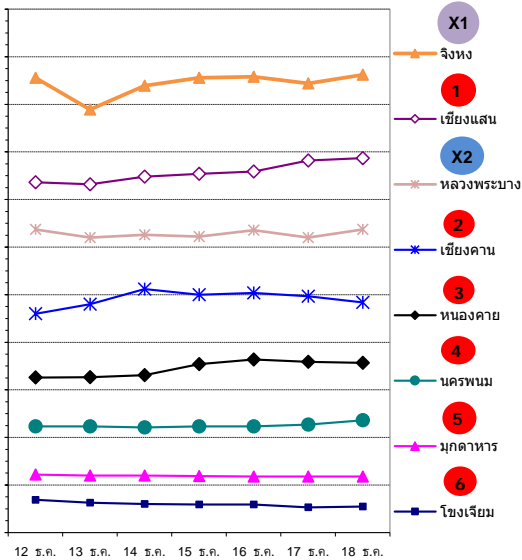 X1
จิงหง
1
เชียงแสน
X2
หลวงพระบาง
2
เชียงคาน
3
หนองคาย
4
นครพนม
5
มุกดาหาร
6
โขงเจียม
12 ธ.ค. 13 ธ.ค. 14 ธ.ค. 15 ธ.ค. 16 ธ.ค. 17 ธ.ค. 18 ธ.ค.